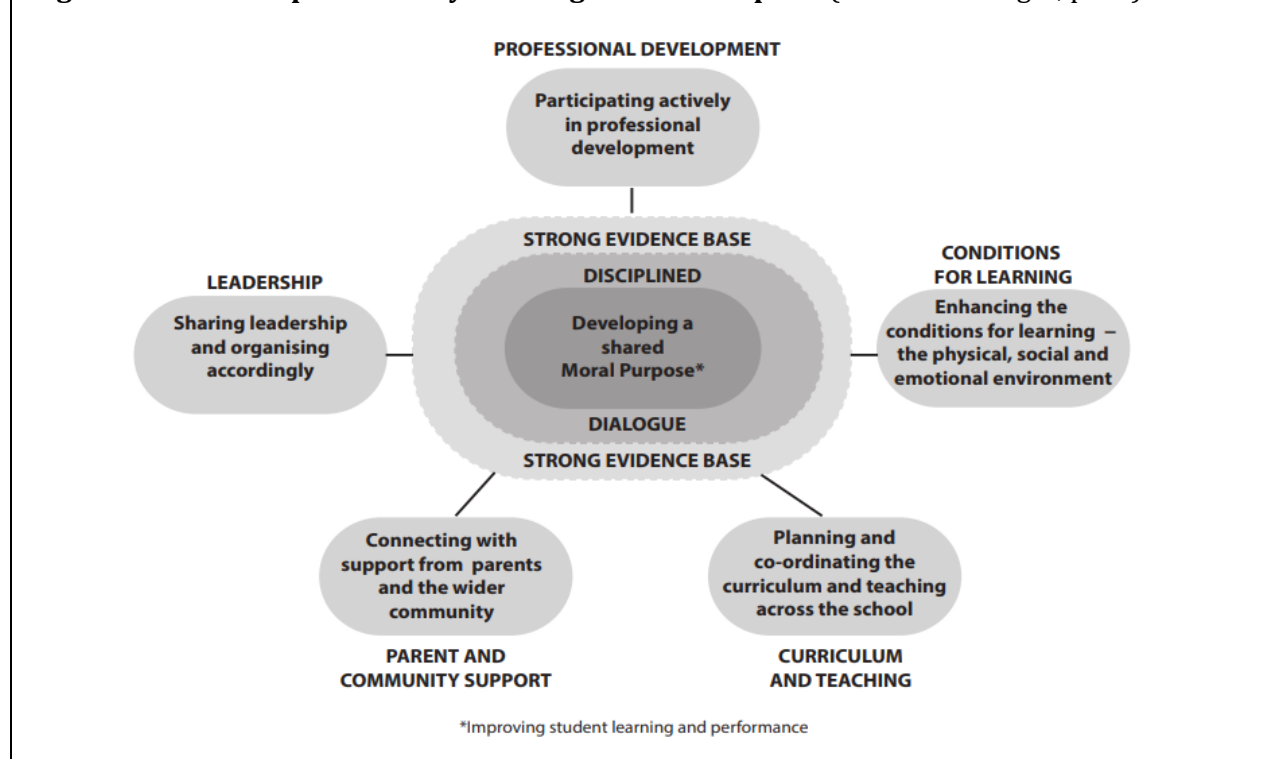 PROFESSIONAL DEVELOPMENT
Participating actively
in professional
development
STRONG EVIDENCE BASE
DISCIPLINED
Developing a
shared
Moral Purpose*
DIALOGUE
STRONG EVIDENCE BASE
LEADERSHIP
Sharing leadership
and organising
accordingly
CONDITIONS
FOR LEARNING
Enhancing the
conditions for learning –
the physical, social and
emotional environment
Connecting with
support from parents
and the wider
community
PARENT AND
COMMUNITY SUPPORT
Planning and
co-ordinating the
curriculum and teaching
across the school
CURRICULUM
AND TEACHING
*Improving student learning and performance